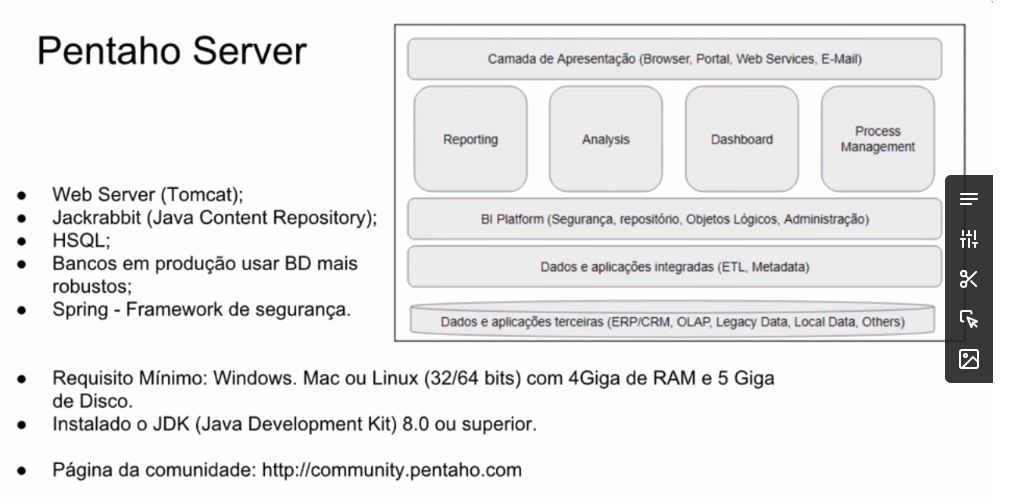 Pentaho Server
Camada de Apresentação (Browser, Portal, Web Services, E-Mail)
Reporting
Analysis
Dashboard
Process
Management
BI Platform (Segurança, repositório, Objetos Lógicos, Administração)
Dados e aplicações integradas (ETL, Metadata)
Dados e aplicações terceiras (ERP/CRM, OLAP, Legacy Data, Local Data, Others)
● Web Server (Tomcat);
● Jackrabbit (Java Content Repository);
● HSQL;
● Bancos em produção usar BD mais
robustos;
● Spring - Framework de segurança.
● Requisito Mínimo: Windows. Mac ou Linux (32/64 bits) com 4Giga de RAM e 5 Giga
de Disco.
● Instalado o JDK (Java Development Kit) 8.0 ou superior.
● Página da comunidade: http://community.pentaho.com